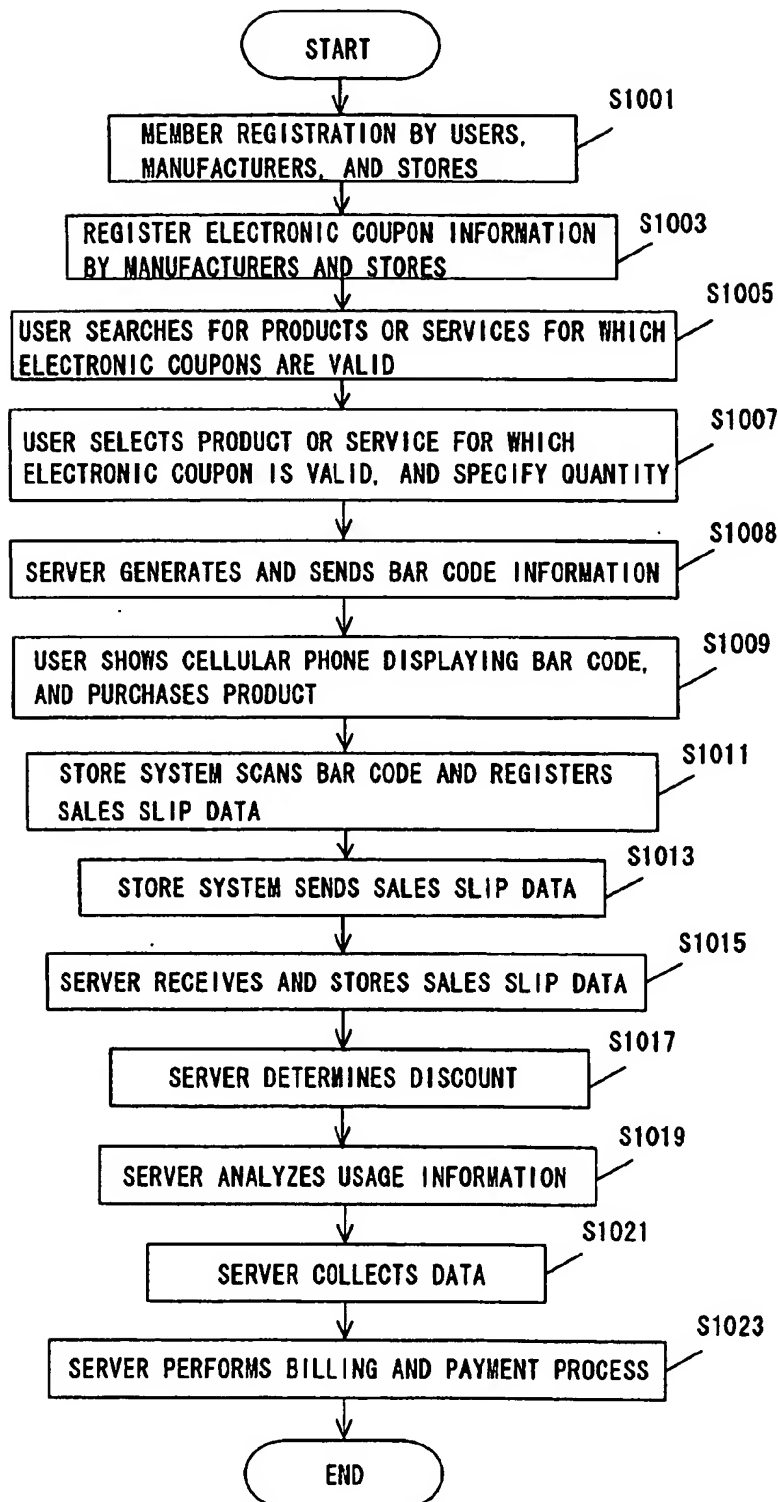 START
S1001
MEMBER REGISTRATION BY USERS,
MANUFACTURERS, AND STORES
S1003
REGISTER ELECTRONIC COUPON INFORMATION
BY MANUFACTURERS AND STORES
S1005
USER SEARCHES FOR PRODUCTS OR SERVICES FOR WHICH
ELECTRONIC COUPONS ARE VALID
S1007
USER SELECTS PRODUCT OR SERVICE FOR WHICH
ELECTRONIC COUPON IS VALID, AND SPECIFY QUANTITY
S1008
SERVER GENERATES AND SENDS BAR CODE INFORMATION
S1009
USER SHOWS CELLULAR PHONE DISPLAYING BAR CODE,
AND PURCHASES PRODUCT
S1011
STORE SYSTEM SCANS BAR CODE AND REGISTERS
SALES SLIP DATA
S1013
STORE SYSTEM SENDS SALES SLIP DATA
S1015
SERVER RECEIVES AND STORES SALES SLIP DATA
S1017
SERVER DETERMINES DISCOUNT
S1019
SERVER ANALYZES USAGE INFORMATION
S1021
SERVER COLLECTS DATA
S1023
SERVER PERFORMS BILLING AND PAYMENT PROCESS
END